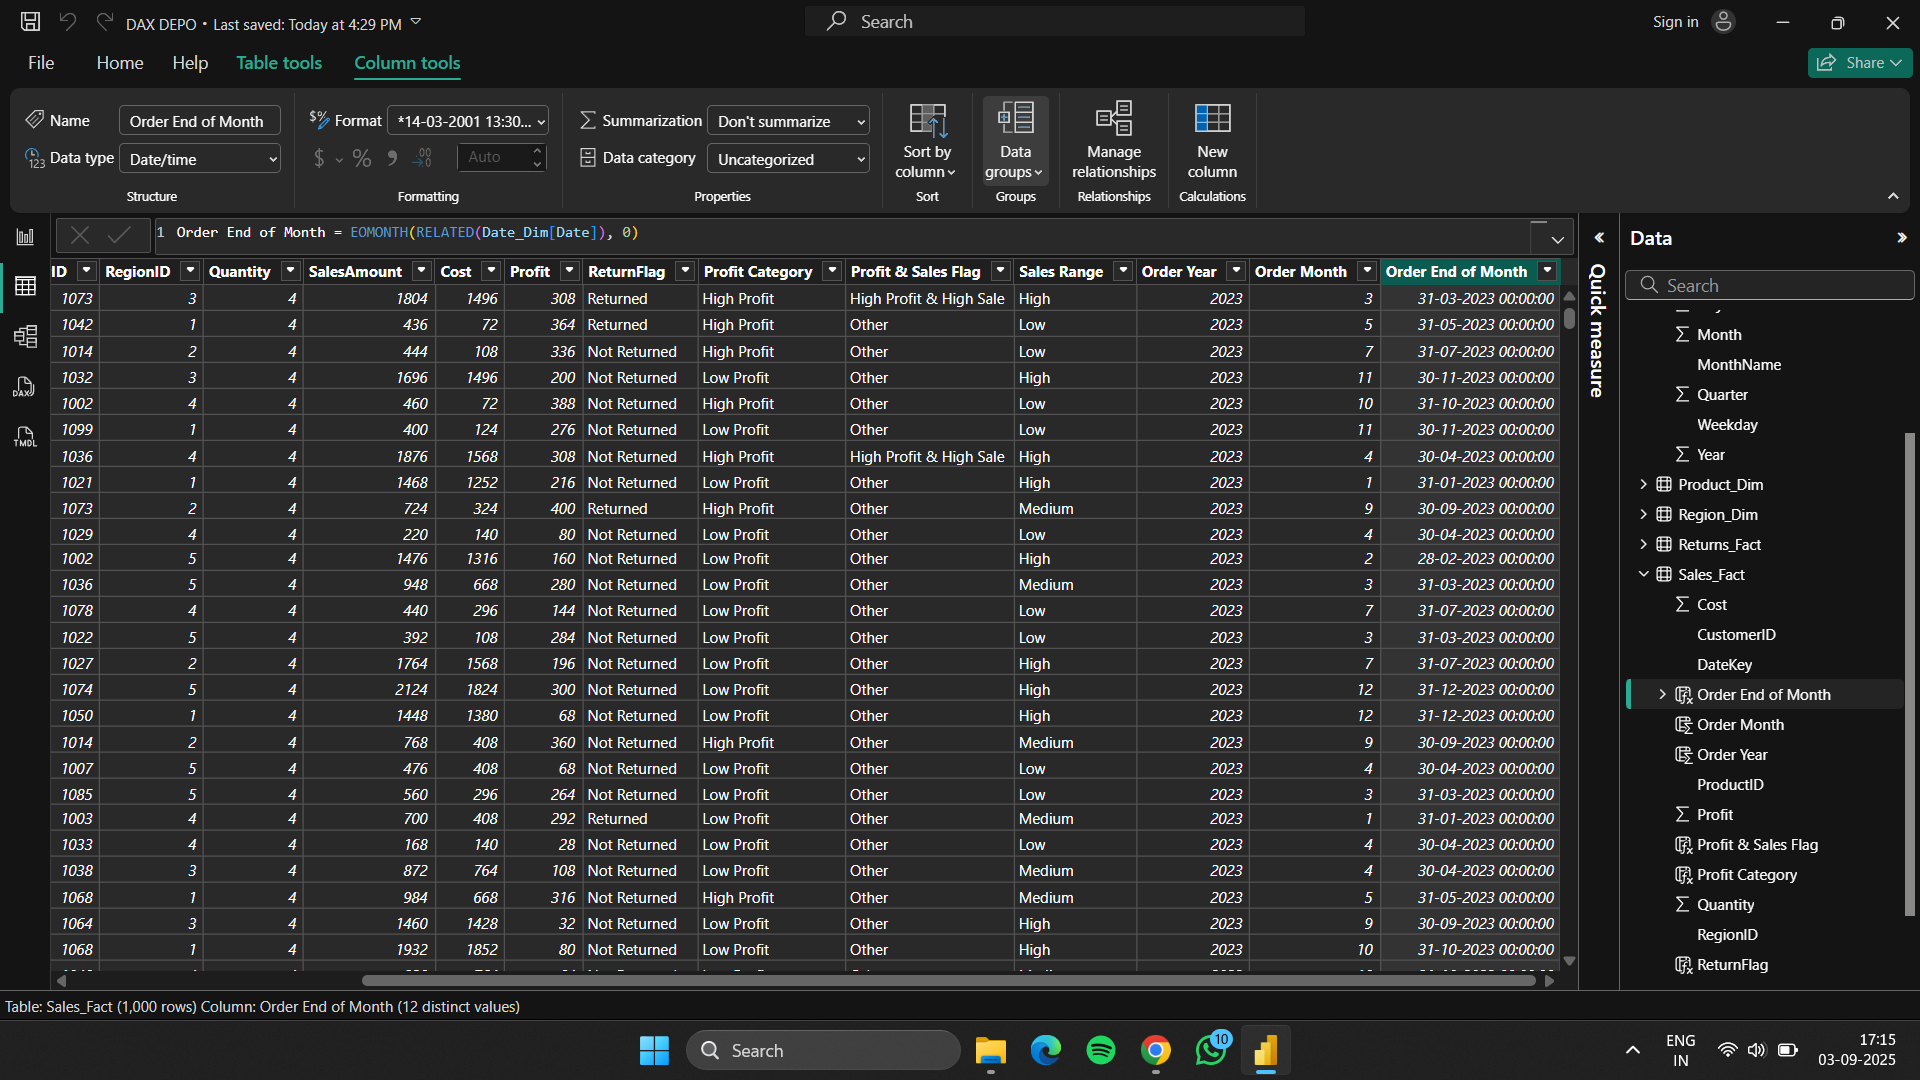 DAX DEPO • Last saved: Today at 4:29 PM
Search
Sign in
File Home Help Table tools Column tools
Share
Name Order End of Month
Data type Date/time
Structure
Format *14-03-2001 13:30...
$ % 9 .00 Auto
Formatting
Summarization Don't summarize
Data category Uncategorized
Properties
Sort by column
Sort
Data groups
Groups
Manage relationships
Relationships
New column
Calculations
1 Order End of Month = EOMONTH(RELATED(Date_Dim[Date]), 0)
ID RegionID Quantity SalesAmount Cost Profit ReturnFlag Profit Category Profit & Sales Flag Sales Range Order Year Order Month Order End of Month
1073 3 4 1804 1496 308 Returned High Profit High Profit & High Sale High 2023 3 31-03-2023 00:00:00
1042 1 4 436 72 364 Returned High Profit Other Low 2023 5 31-05-2023 00:00:00
1014 2 4 444 108 336 Not Returned High Profit Other Low 2023 7 31-07-2023 00:00:00
1032 3 4 1696 1496 200 Not Returned Low Profit Other High 2023 11 30-11-2023 00:00:00
1002 4 4 460 72 388 Not Returned High Profit Other Low 2023 10 31-10-2023 00:00:00
1099 1 4 400 124 276 Not Returned Low Profit Other Low 2023 11 30-11-2023 00:00:00
1036 4 4 1876 1568 308 Not Returned High Profit High Profit & High Sale High 2023 4 30-04-2023 00:00:00
1021 1 4 1468 1252 216 Not Returned Low Profit Other High 2023 1 31-01-2023 00:00:00
1073 2 4 724 324 400 Returned High Profit Other Medium 2023 9 30-09-2023 00:00:00
1029 4 4 220 140 80 Not Returned Low Profit Other Low 2023 4 30-04-2023 00:00:00
1002 5 4 1476 1316 160 Not Returned Low Profit Other High 2023 2 28-02-2023 00:00:00
1036 5 4 948 668 280 Not Returned Low Profit Other Medium 2023 3 31-03-2023 00:00:00
1078 4 4 440 296 144 Not Returned Low Profit Other Low 2023 7 31-07-2023 00:00:00
1022 5 4 392 108 284 Not Returned Low Profit Other Low 2023 3 31-03-2023 00:00:00
1027 2 4 1764 1568 196 Not Returned Low Profit Other High 2023 7 31-07-2023 00:00:00
1074 5 4 2124 1824 300 Not Returned Low Profit Other High 2023 12 31-12-2023 00:00:00
1050 1 4 1448 1380 68 Not Returned Low Profit Other High 2023 12 31-12-2023 00:00:00
1014 2 4 768 408 360 Not Returned High Profit Other Medium 2023 9 30-09-2023 00:00:00
1007 5 4 476 408 68 Not Returned Low Profit Other Low 2023 4 30-04-2023 00:00:00
1085 5 4 560 296 264 Not Returned Low Profit Other Low 2023 3 31-03-2023 00:00:00
1003 4 4 700 408 292 Returned Low Profit Other Medium 2023 1 31-01-2023 00:00:00
1033 4 4 168 140 28 Not Returned Low Profit Other Low 2023 4 30-04-2023 00:00:00
1038 3 4 872 764 108 Not Returned Low Profit Other Medium 2023 4 30-04-2023 00:00:00
1068 1 4 984 668 316 Not Returned High Profit Other Medium 2023 5 31-05-2023 00:00:00
1064 3 4 1460 1428 32 Not Returned Low Profit Other High 2023 9 30-09-2023 00:00:00
1068 1 4 1932 1852 80 Not Returned Low Profit Other High 2023 10 31-10-2023 00:00:00
Quick measure
Data
Search
Month
MonthName
Quarter
Weekday
Year
Product_Dim
Region_Dim
Returns_Fact
Sales_Fact
Cost
CustomerID
DateKey
Order End of Month
Order Month
Order Year
ProductID
Profit
Profit & Sales Flag
Profit Category
Quantity
RegionID
ReturnFlag
DAX
TMDL
Table: Sales_Fact (1,000 rows) Column: Order End of Month (12 distinct values)
Search
10
ENG
IN
17:15
03-09-2025